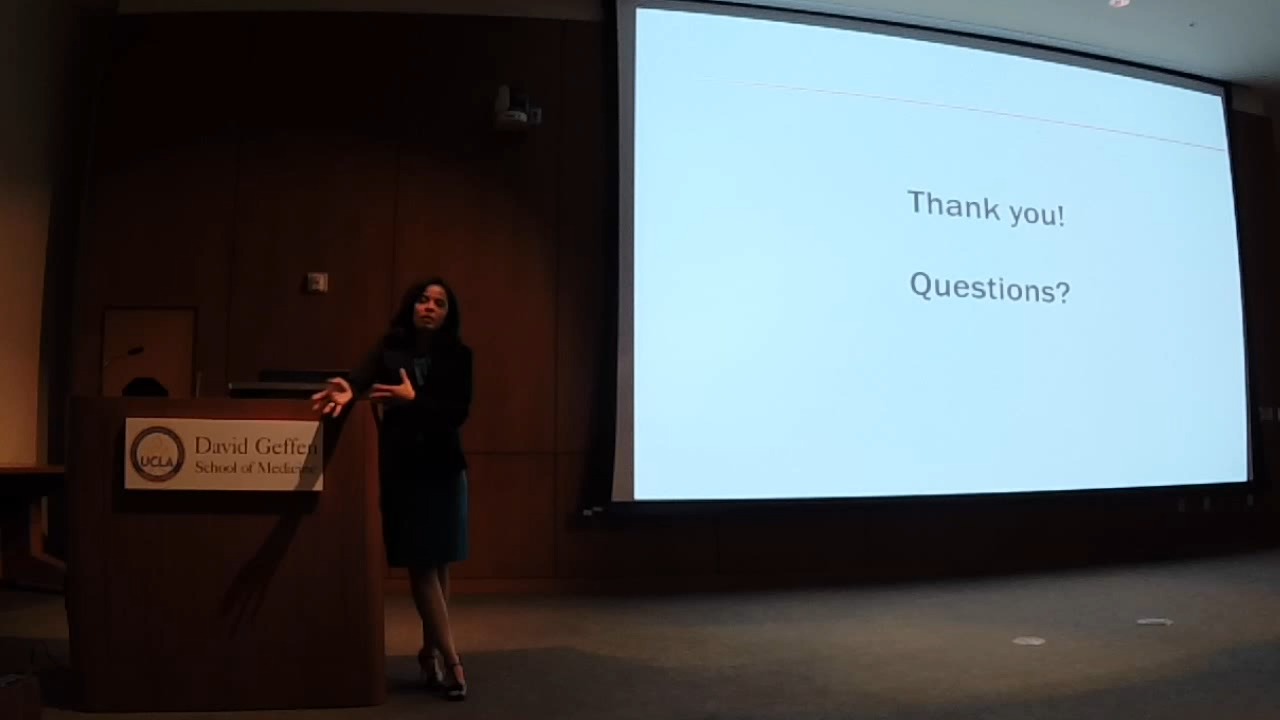 Thank you!
Questions?
David Geffen
School of Medicine
UCLA